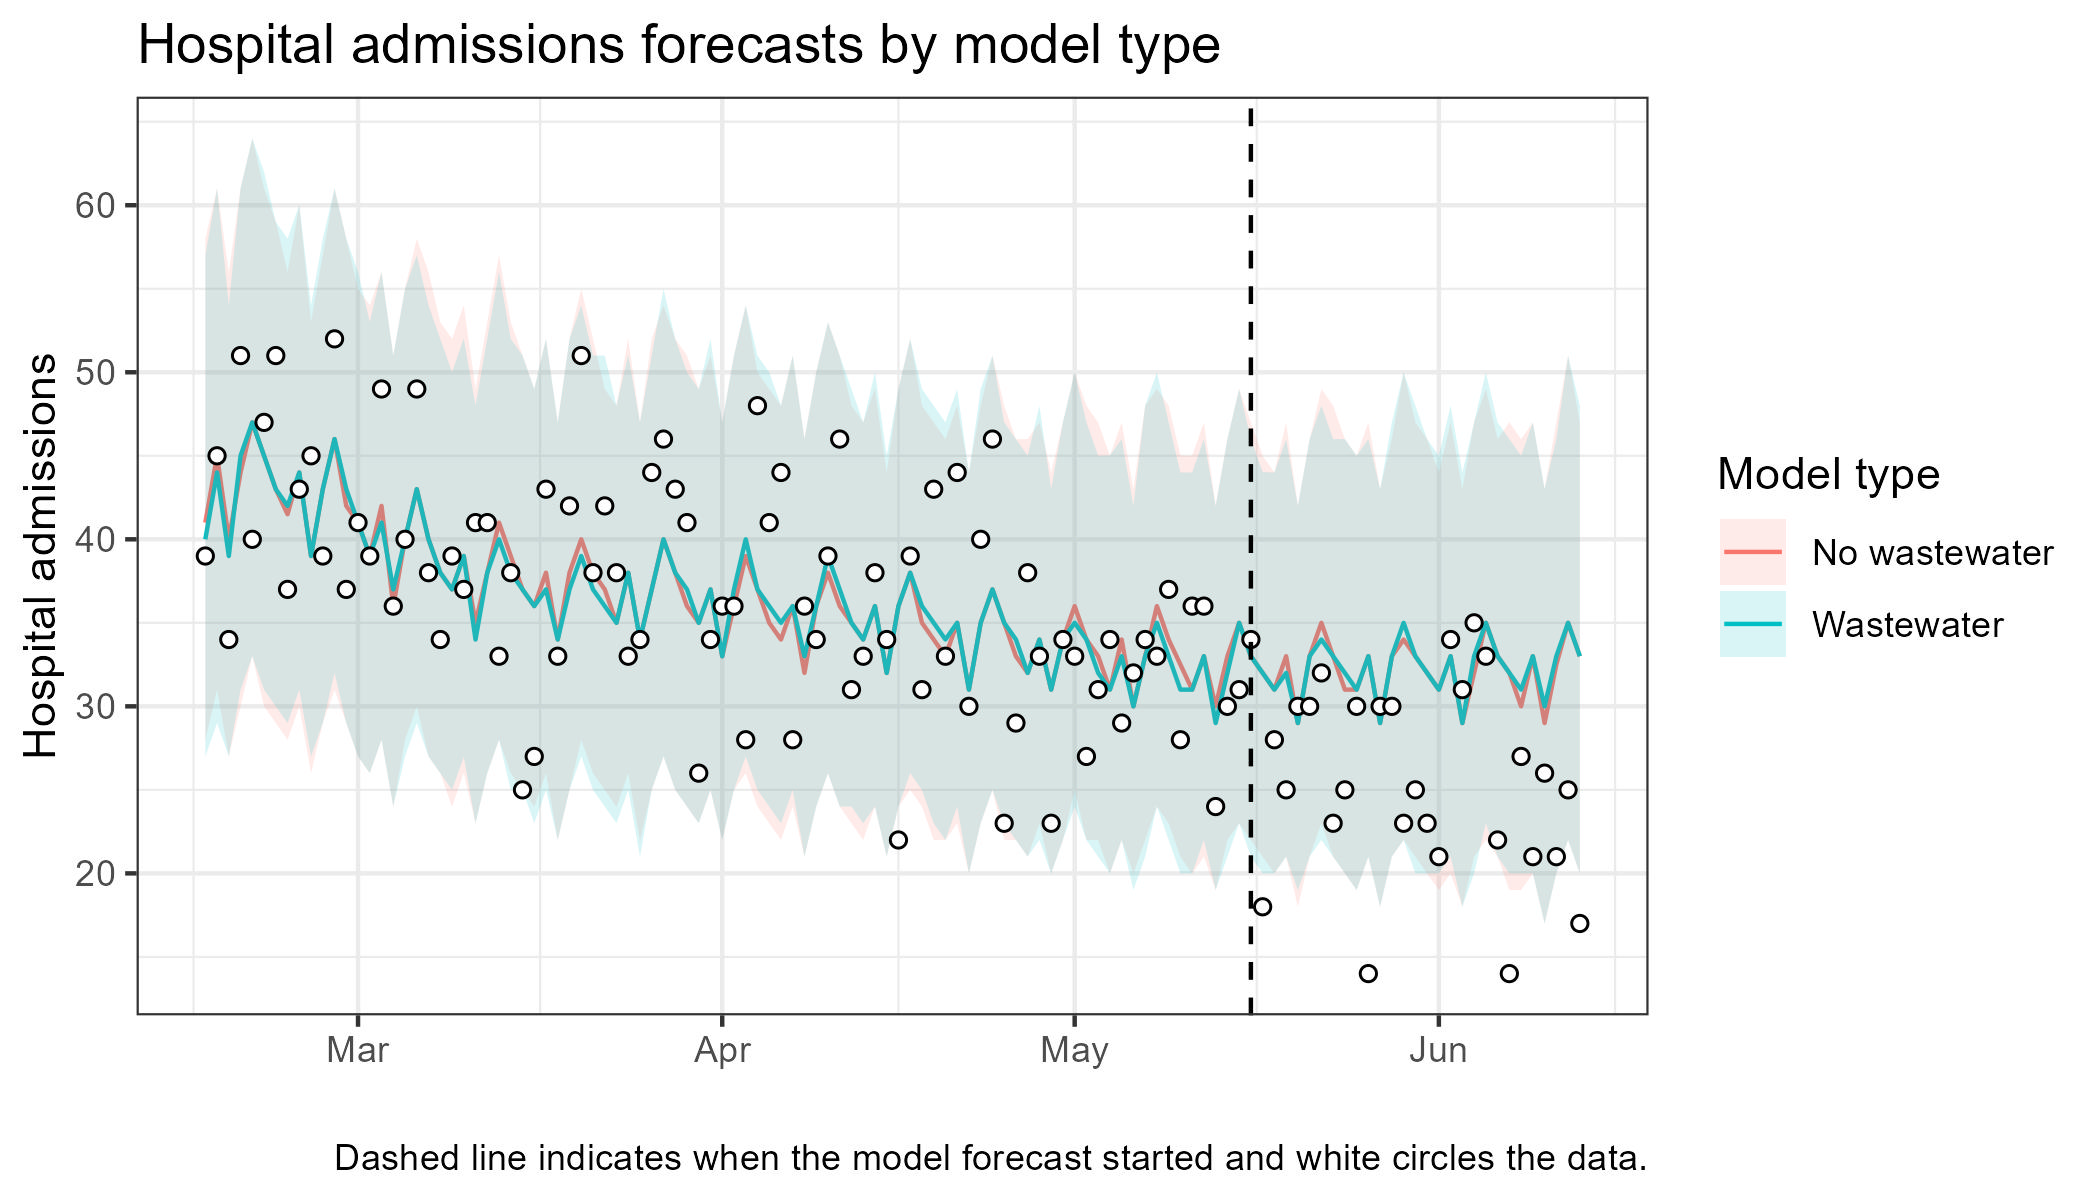 Hospital admissions forecasts by model type
Hospital admissions
60
50
40
30
20
Mar
Apr
May
Jun
Model type
No wastewater
Wastewater
Dashed line indicates when the model forecast started and white circles the data.